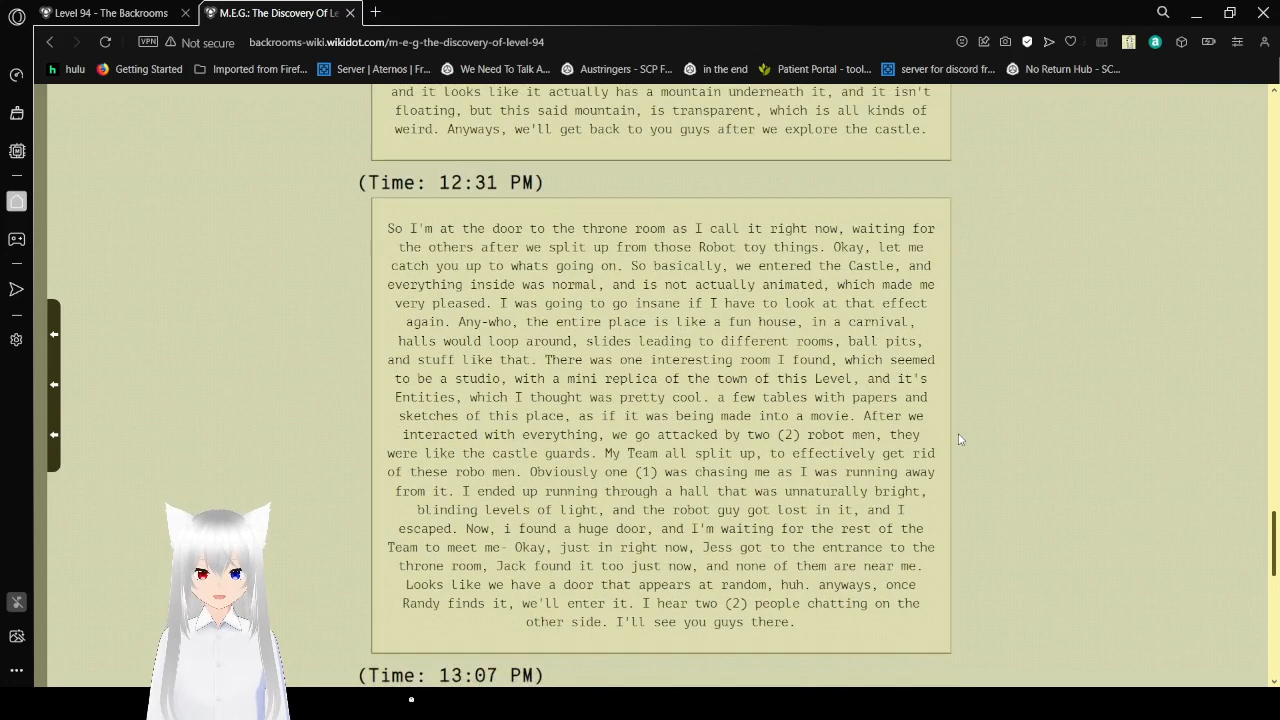 Level 94 - The Backrooms
M.E.G.: The Discovery Of Le
VPN
Not secure
backrooms-wiki.wikidot.com/m-e-g-the-discovery-of-level-94
hulu
Getting Started
Imported from Firef...
Server | Aternos | Fr...
We Need To Talk A...
Austringers - SCP F...
in the end
Patient Portal - tool...
server for discord fr...
No Return Hub - SC...
and it looks like it actually has a mountain underneath it, and it isn't
floating, but this said mountain, is transparent, which is all kinds of
weird. Anyways, we'll get back to you guys after we explore the castle.
(Time: 12:31 PM)
So I'm at the door to the throne room as I call it right now, waiting for
the others after we split up from those Robot toy things. Okay, let me
catch you up to whats going on. So basically, we entered the Castle, and
everything inside was normal, and is not actually animated, which made me
very pleased. I was going to go insane if I have to look at that effect
again. Any-who, the entire place is like a fun house, in a carnival,
halls would loop around, slides leading to different rooms, ball pits,
and stuff like that. There was one interesting room I found, which seemed
to be a studio, with a mini replica of the town of this Level, and it's
Entities, which I thought was pretty cool. a few tables with papers and
sketches of this place, as if it was being made into a movie. After we
interacted with everything, we go attacked by two (2) robot men, they
were like the castle guards. My Team all split up, to effectively get rid
of these robo men. Obviously one (1) was chasing me as I was running away
from it. I ended up running through a hall that was unnaturally bright,
blinding levels of light, and the robot guy got lost in it, and I
escaped. Now, i found a huge door, and I'm waiting for the rest of the
Team to meet me- Okay, just in right now, Jess got to the entrance to the
throne room, Jack found it too just now, and none of them are near me.
Looks like we have a door that appears at random, huh. anyways, once
Randy finds it, we'll enter it. I hear two (2) people chatting on the
other side. I'll see you guys there.
(Time: 13:07 PM)